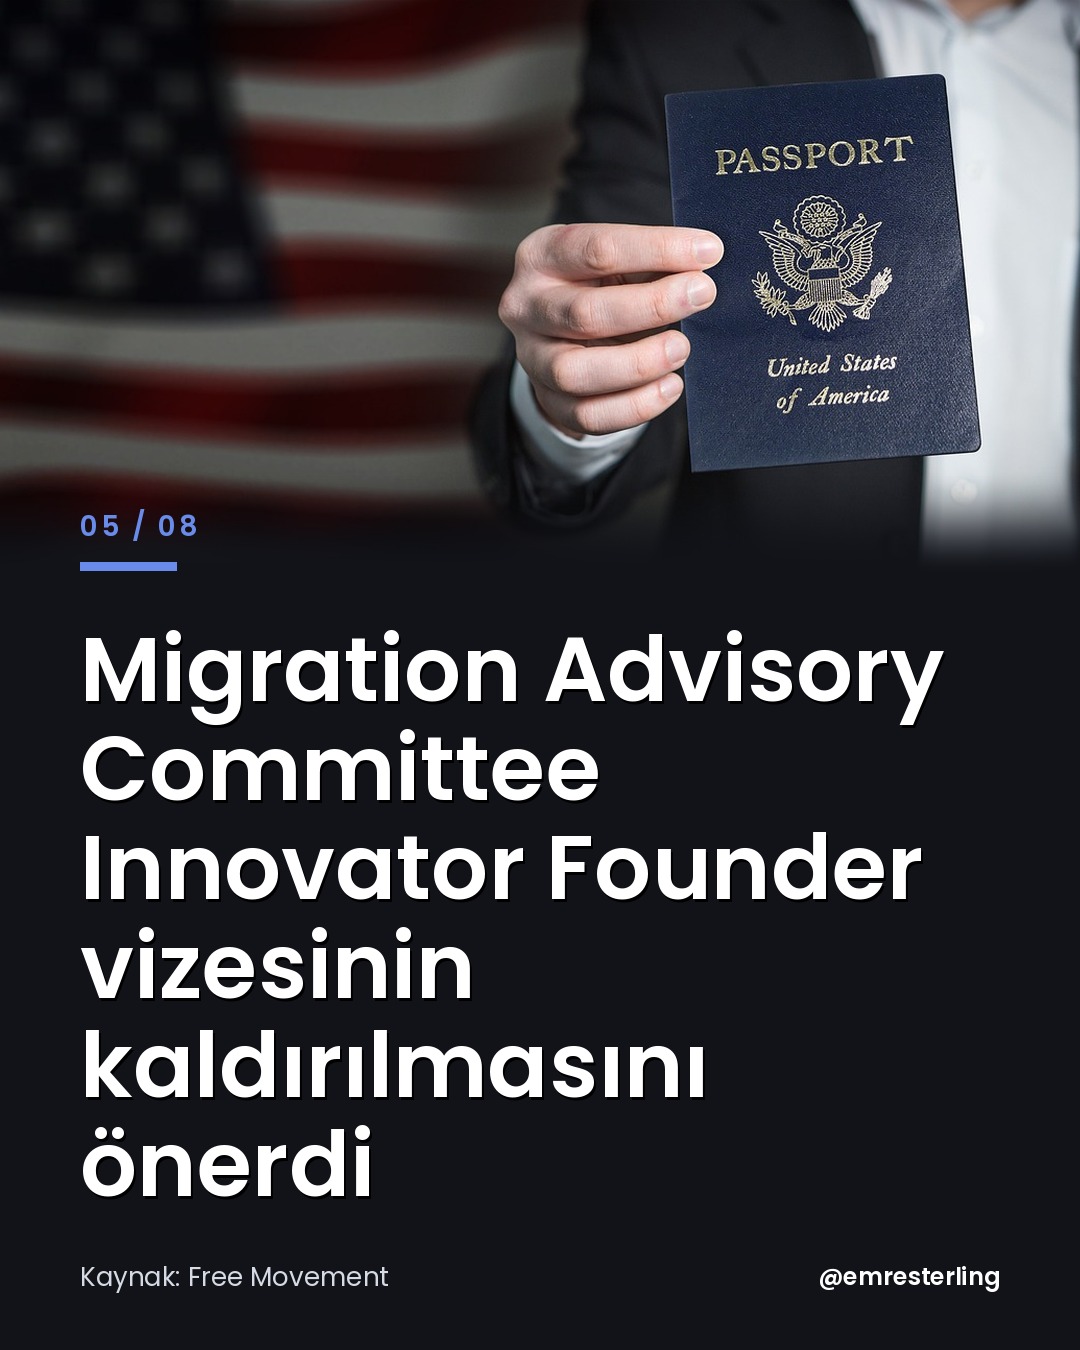 PASSPORT
United States
of America
05 / 08
Migration Advisory
Committee
Innovator Founder
vizesinin
kaldırılmasını
önerdi
Kaynak: Free Movement
@emresterling